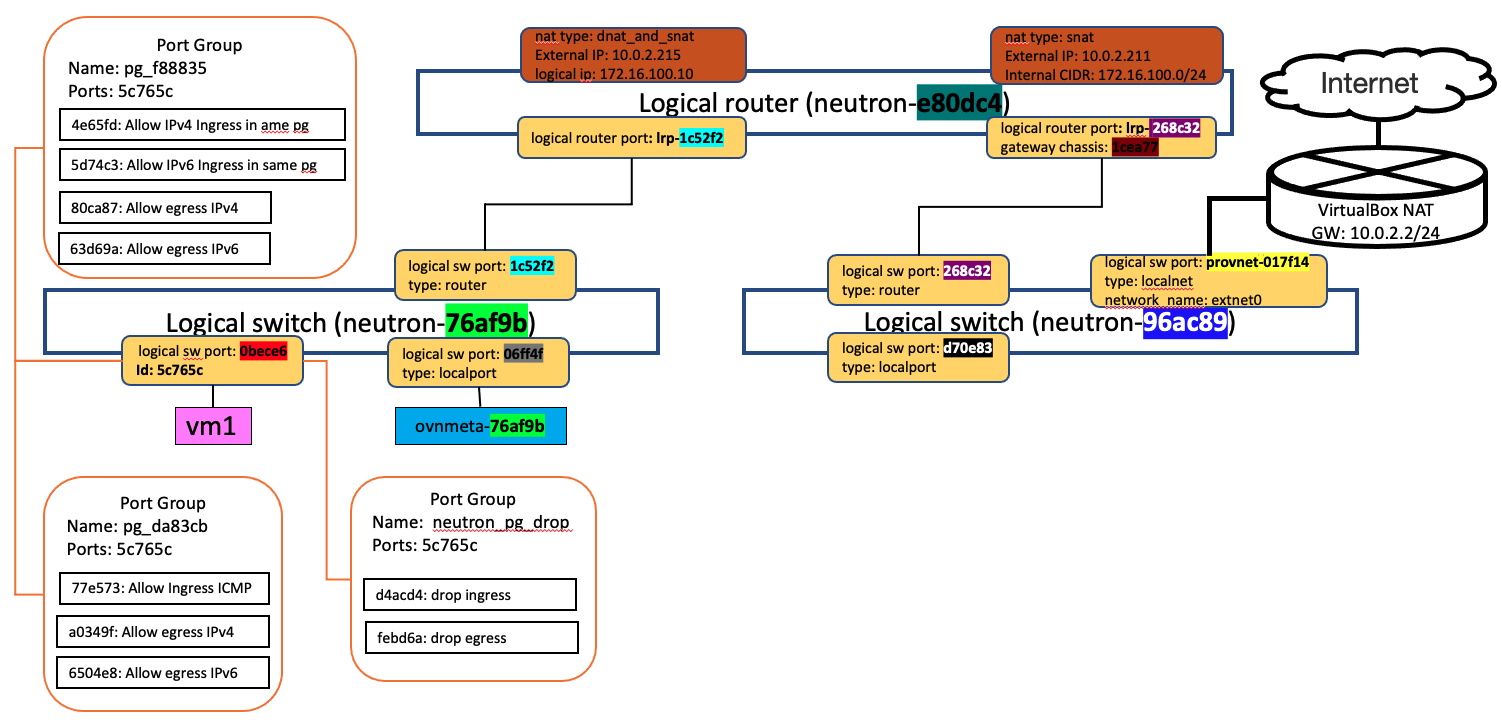 Port Group
Name: pg_f88835
Ports: 5c765c
4e65fd: Allow IPv4 Ingress in ame pg
5d74c3: Allow IPv6 Ingress in same pg
80ca87: Allow egress IPv4
63d69a: Allow egress IPv6
nat type: dnat_and_snat
External IP: 10.0.2.215
logical ip: 172.16.100.10
nat type: snat
External IP: 10.0.2.211
Internal CIDR: 172.16.100.0/24
Logical router (neutron-e80dc4)
logical router port: lrp-1c52f2
logical router port: lrp-268c32
gateway chassis: 1cea77
Internet
VirtualBox NAT
GW: 10.0.2.2/24
logical sw port: 1c52f2
type: router
Logical switch (neutron-76af9b)
logical sw port: 0bece6
Id: 5c765c
logical sw port: 06ff4f
type: localport
vm1
ovnmeta-76af9b
logical sw port: 268c32
type: router
logical sw port: provnet-017f14
type: localnet
network_name: extnet0
Logical switch (neutron-96ac89)
logical sw port: d70e83
type: localport
Port Group
Name: pg_da83cb
Ports: 5c765c
77e573: Allow Ingress ICMP
a0349f: Allow egress IPv4
6504e8: Allow egress IPv6
Port Group
Name: neutron_pg_drop
Ports: 5c765c
d4acd4: drop ingress
febd6a: drop egress